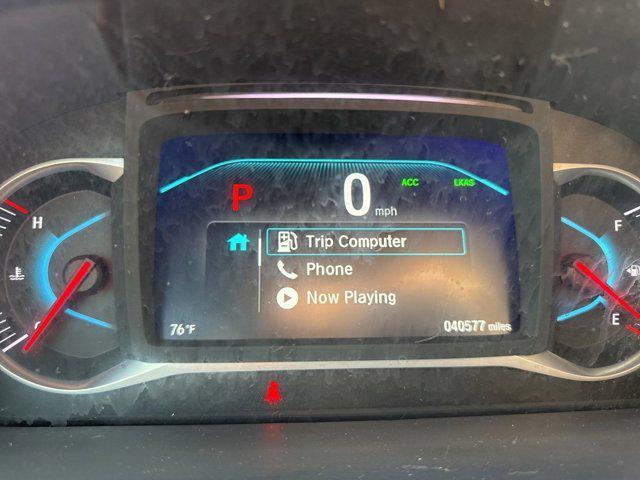 H
C
P
0
mph
ACC
LKAS
Trip Computer
Phone
Now Playing
76°F
040577 miles
F
E